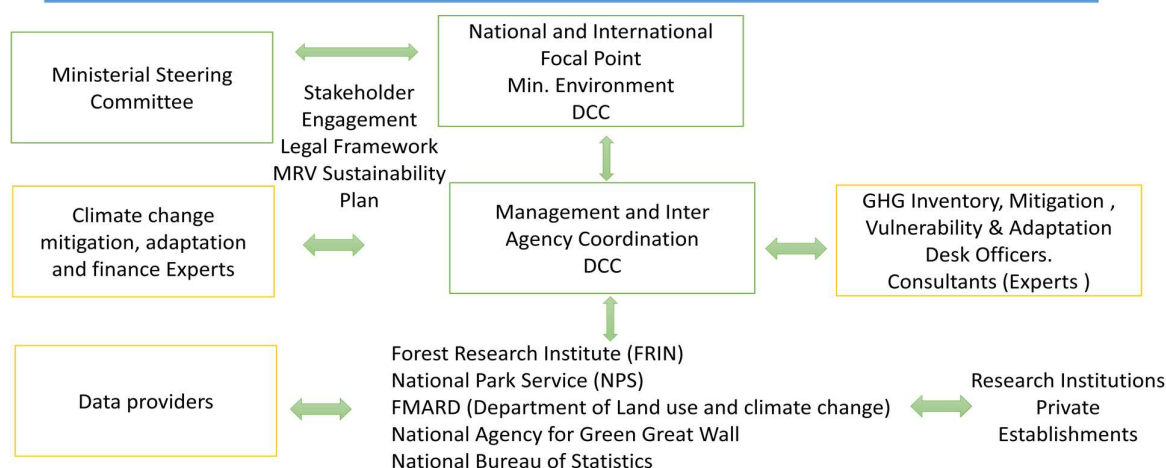 Ministerial Steering
Committee
National and International
Focal Point
Min. Environment
DCC
Stakeholder
Engagement
Legal Framework
MRV Sustainability
Plan
Climate change
mitigation, adaptation
and finance Experts
Management and Inter
Agency Coordination
DCC
GHG Inventory, Mitigation ,
Vulnerability & Adaptation
Desk Officers.
Consultants (Experts )
Data providers
Forest Research Institute (FRIN)
National Park Service (NPS)
FMARD (Department of Land use and climate change)
National Agency for Green Great Wall
National Bureau of Statistics
Research Institutions
Private
Establishments